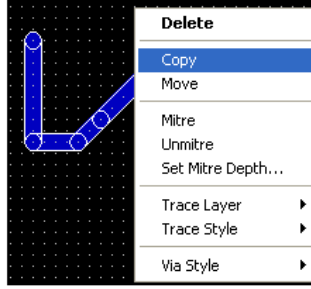 Delete
Copy
Move
Mitre
Unmitre
Set Mitre Depth...
Trace Layer
Trace Style
Via Style